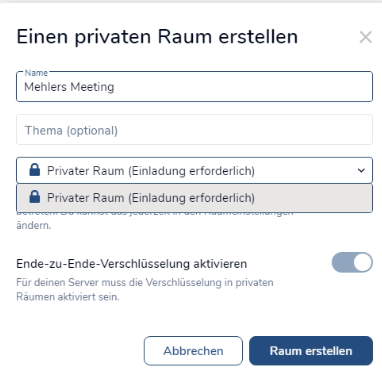 Einen privaten Raum erstellen
Name
Mehlers Meeting
Thema (optional)
Privater Raum (Einladung erforderlich)
Privater Raum (Einladung erforderlich)
betreten. Du kannst das jederzeit in den Raumeinstellungen
ändern.
Ende-zu-Ende-Verschlüsselung aktivieren
Für deinen Server muss die Verschlüsselung in privaten
Räumen aktiviert sein.
Abbrechen
Raum erstellen